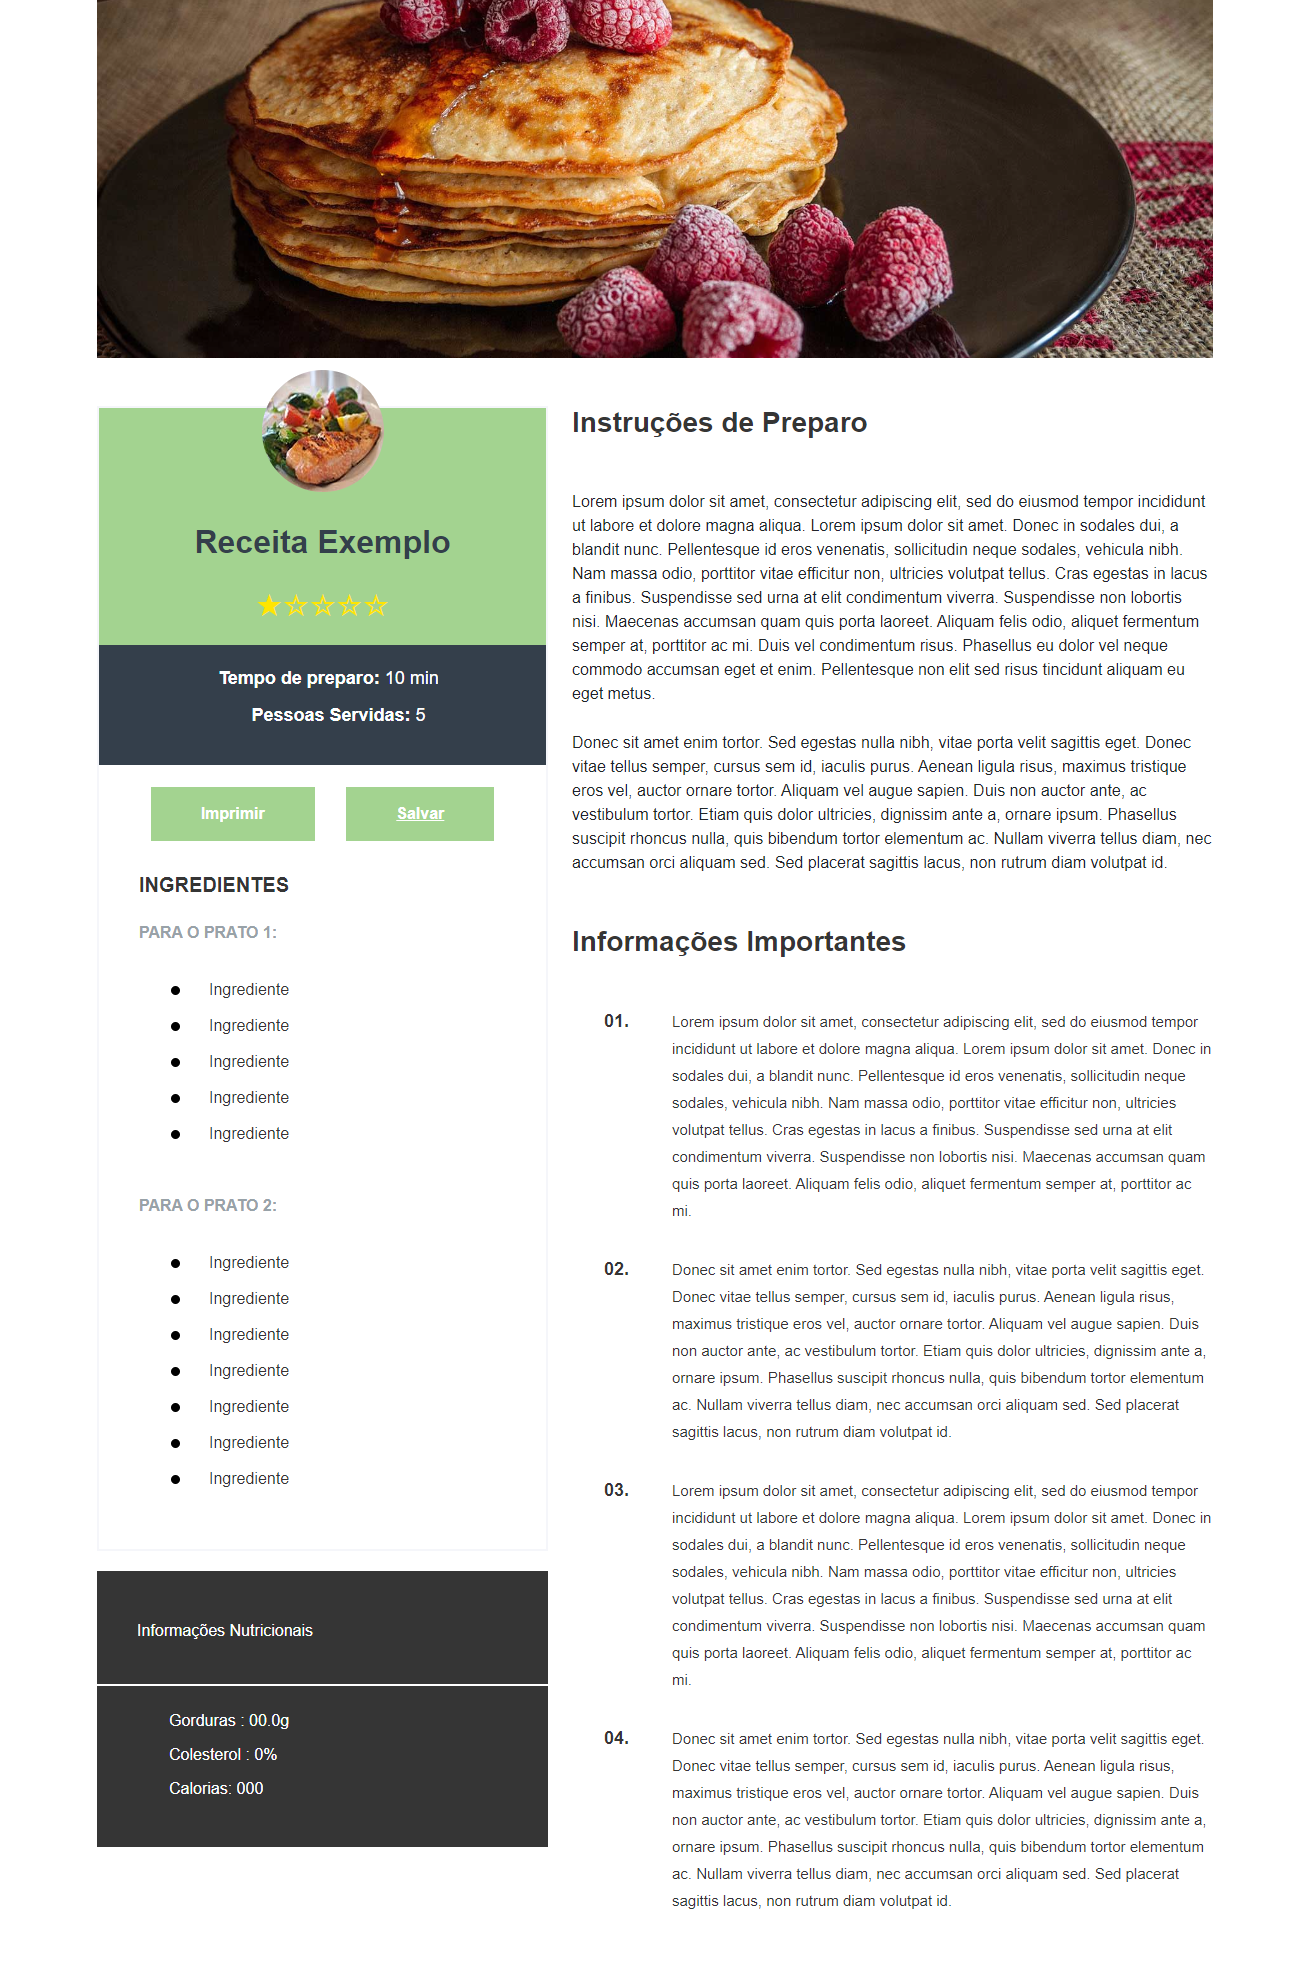 Receita Exemplo
★☆☆☆☆
Tempo de preparo: 10 min
Pessoas Servidas: 5
Imprimir
Salvar
INGREDIENTES
PARA O PRATO 1:
● Ingrediente
● Ingrediente
● Ingrediente
● Ingrediente
● Ingrediente
PARA O PRATO 2:
● Ingrediente
● Ingrediente
● Ingrediente
● Ingrediente
● Ingrediente
● Ingrediente
● Ingrediente
Informações Nutricionais
Gorduras : 00.0g
Colesterol : 0%
Calorias: 000
Instruções de Preparo
Lorem ipsum dolor sit amet, consectetur adipiscing elit, sed do eiusmod tempor incididunt
ut labore et dolore magna aliqua. Lorem ipsum dolor sit amet. Donec in sodales dui, a
blandit nunc. Pellentesque id eros venenatis, sollicitudin neque sodales, vehicula nibh.
Nam massa odio, porttitor vitae efficitur non, ultricies volutpat tellus. Cras egestas in lacus
a finibus. Suspendisse sed urna at elit condimentum viverra. Suspendisse non lobortis
nisi. Maecenas accumsan quam quis porta laoreet. Aliquam felis odio, aliquet fermentum
semper at, porttitor ac mi. Duis vel condimentum risus. Phasellus eu dolor vel neque
commodo accumsan eget et enim. Pellentesque non elit sed risus tincidunt aliquam eu
eget metus.
Donec sit amet enim tortor. Sed egestas nulla nibh, vitae porta velit sagittis eget. Donec
vitae tellus semper, cursus sem id, iaculis purus. Aenean ligula risus, maximus tristique
eros vel, auctor ornare tortor. Aliquam vel augue sapien. Duis non auctor ante, ac
vestibulum tortor. Etiam quis dolor ultricies, dignissim ante a, ornare ipsum. Phasellus
suscipit rhoncus nulla, quis bibendum tortor elementum ac. Nullam viverra tellus diam, nec
accumsan orci aliquam sed. Sed placerat sagittis lacus, non rutrum diam volutpat id.
Informações Importantes
01. Lorem ipsum dolor sit amet, consectetur adipiscing elit, sed do eiusmod tempor
incididunt ut labore et dolore magna aliqua. Lorem ipsum dolor sit amet. Donec in
sodales dui, a blandit nunc. Pellentesque id eros venenatis, sollicitudin neque
sodales, vehicula nibh. Nam massa odio, porttitor vitae efficitur non, ultricies
volutpat tellus. Cras egestas in lacus a finibus. Suspendisse sed urna at elit
condimentum viverra. Suspendisse non lobortis nisi. Maecenas accumsan quam
quis porta laoreet. Aliquam felis odio, aliquet fermentum semper at, porttitor ac
mi.
02. Donec sit amet enim tortor. Sed egestas nulla nibh, vitae porta velit sagittis eget.
Donec vitae tellus semper, cursus sem id, iaculis purus. Aenean ligula risus,
maximus tristique eros vel, auctor ornare tortor. Aliquam vel augue sapien. Duis
non auctor ante, ac vestibulum tortor. Etiam quis dolor ultricies, dignissim ante a,
ornare ipsum. Phasellus suscipit rhoncus nulla, quis bibendum tortor elementum
ac. Nullam viverra tellus diam, nec accumsan orci aliquam sed. Sed placerat
sagittis lacus, non rutrum diam volutpat id.
03. Lorem ipsum dolor sit amet, consectetur adipiscing elit, sed do eiusmod tempor
incididunt ut labore et dolore magna aliqua. Lorem ipsum dolor sit amet. Donec in
sodales dui, a blandit nunc. Pellentesque id eros venenatis, sollicitudin neque
sodales, vehicula nibh. Nam massa odio, porttitor vitae efficitur non, ultricies
volutpat tellus. Cras egestas in lacus a finibus. Suspendisse sed urna at elit
condimentum viverra. Suspendisse non lobortis nisi. Maecenas accumsan quam
quis porta laoreet. Aliquam felis odio, aliquet fermentum semper at, porttitor ac
mi.
04. Donec sit amet enim tortor. Sed egestas nulla nibh, vitae porta velit sagittis eget.
Donec vitae tellus semper, cursus sem id, iaculis purus. Aenean ligula risus,
maximus tristique eros vel, auctor ornare tortor. Aliquam vel augue sapien. Duis
non auctor ante, ac vestibulum tortor. Etiam quis dolor ultricies, dignissim ante a,
ornare ipsum. Phasellus suscipit rhoncus nulla, quis bibendum tortor elementum
ac. Nullam viverra tellus diam, nec accumsan orci aliquam sed. Sed placerat
sagittis lacus, non rutrum diam volutpat id.